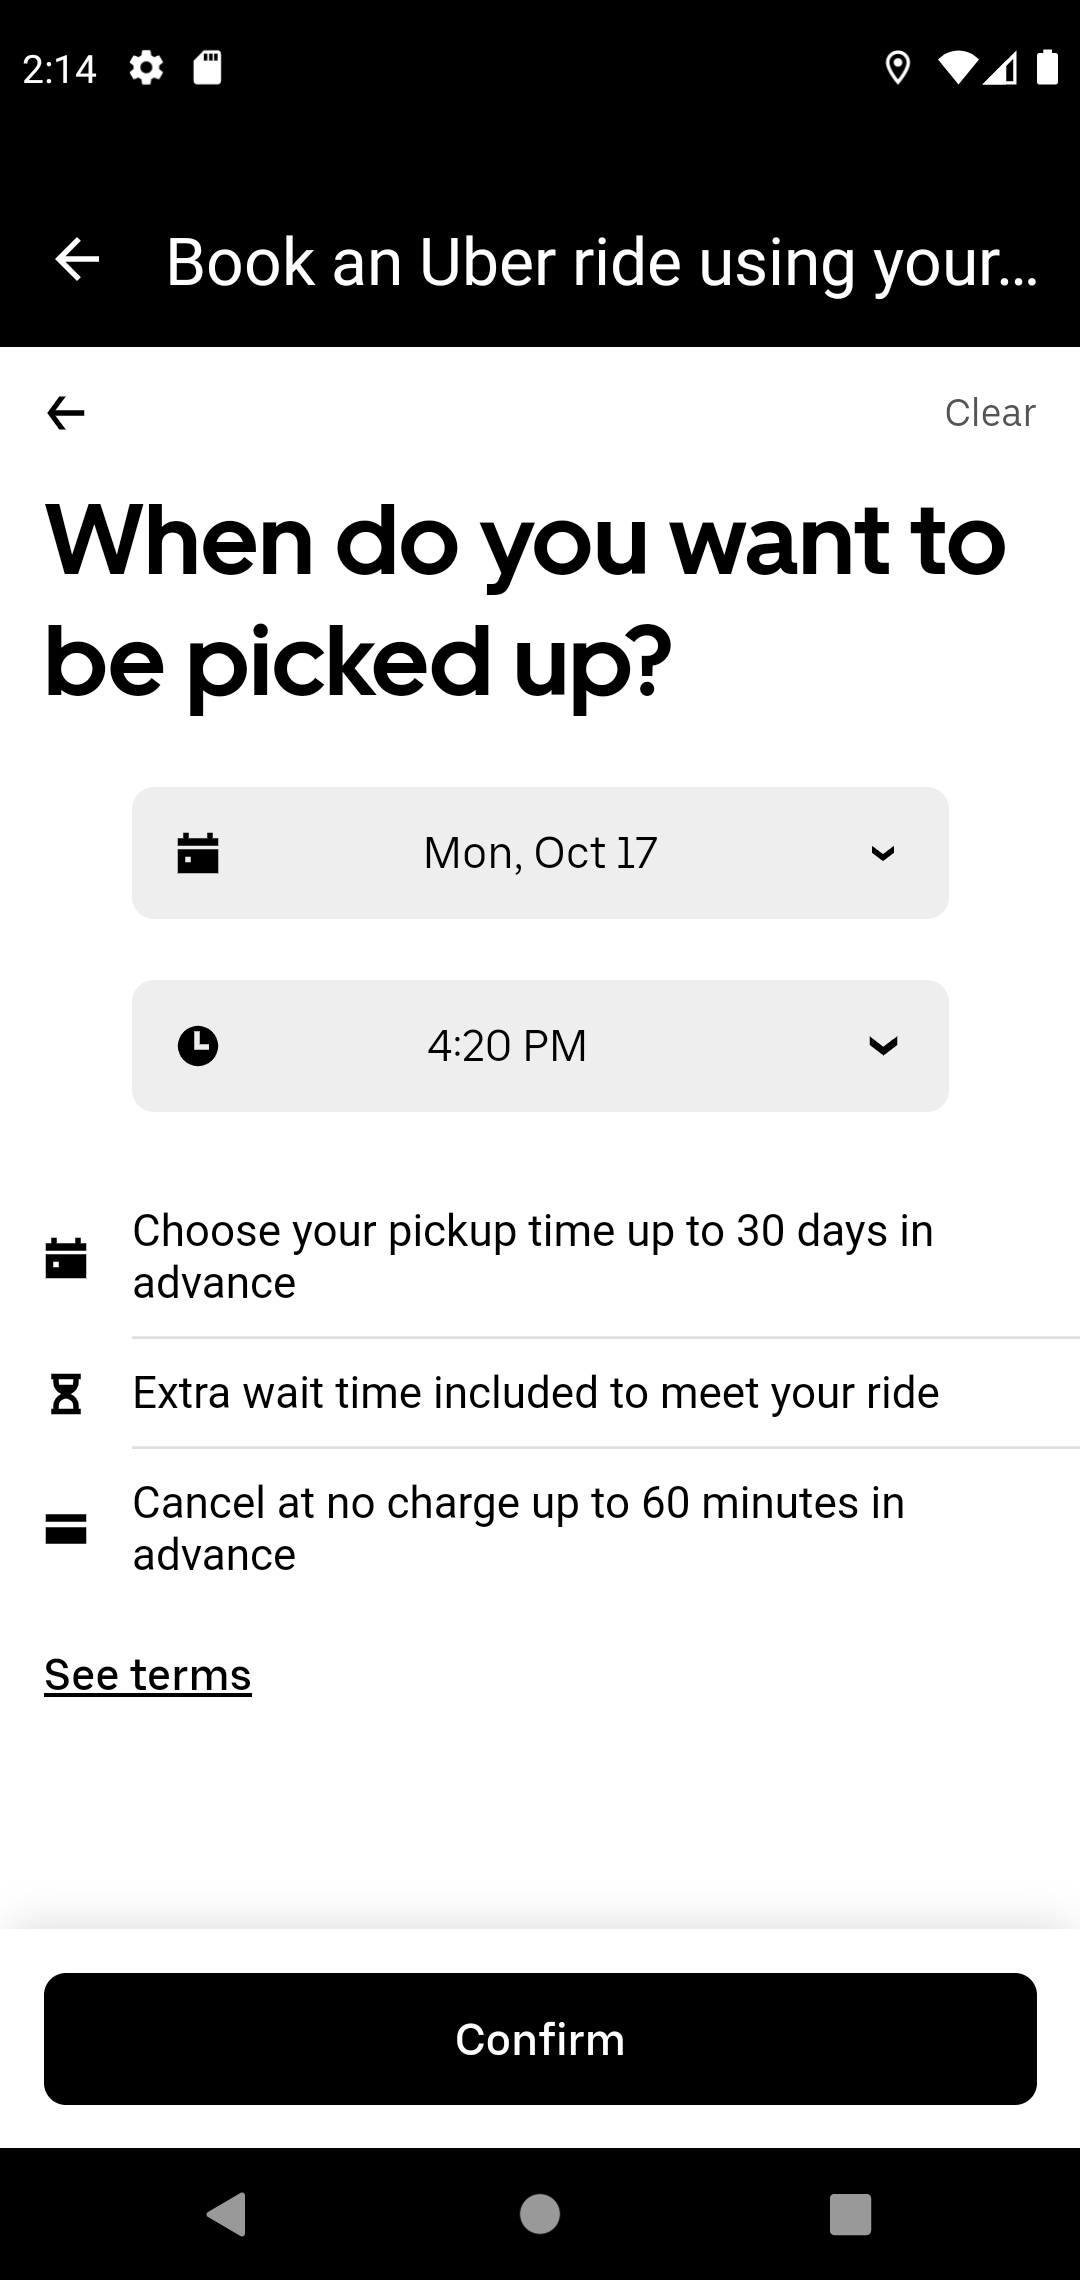 2:14
Book an Uber ride using your...
Clear
When do you want to
be picked up?
Mon, Oct 17
4:20 PM
Choose your pickup time up to 30 days in
advance
Extra wait time included to meet your ride
Cancel at no charge up to 60 minutes in
advance
See terms
Confirm